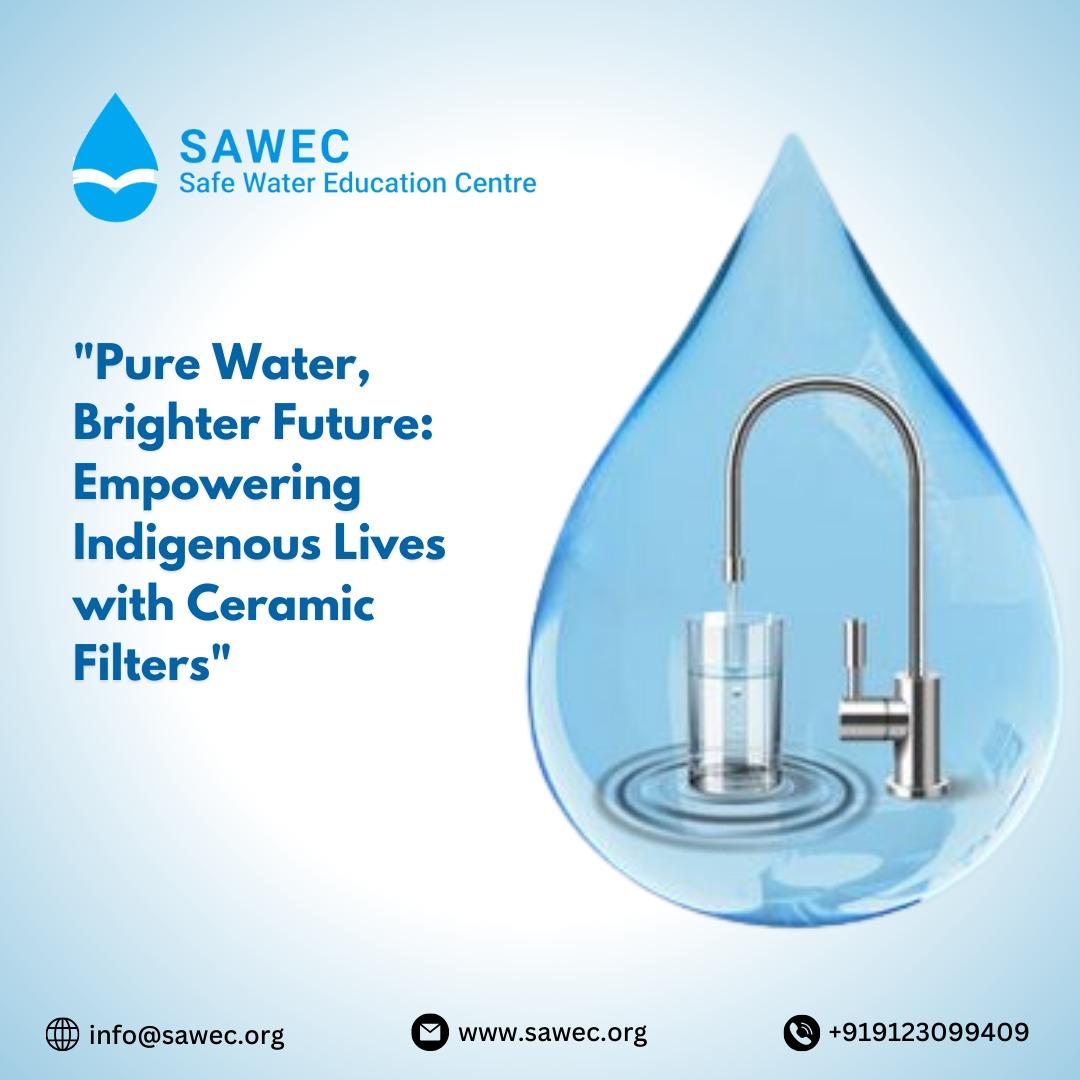 SAWEC
Safe Water Education Centre
"Pure Water,
Brighter Future:
Empowering
Indigenous Lives
with Ceramic
Filters"
info@sawec.org
www.sawec.org
+919123099409